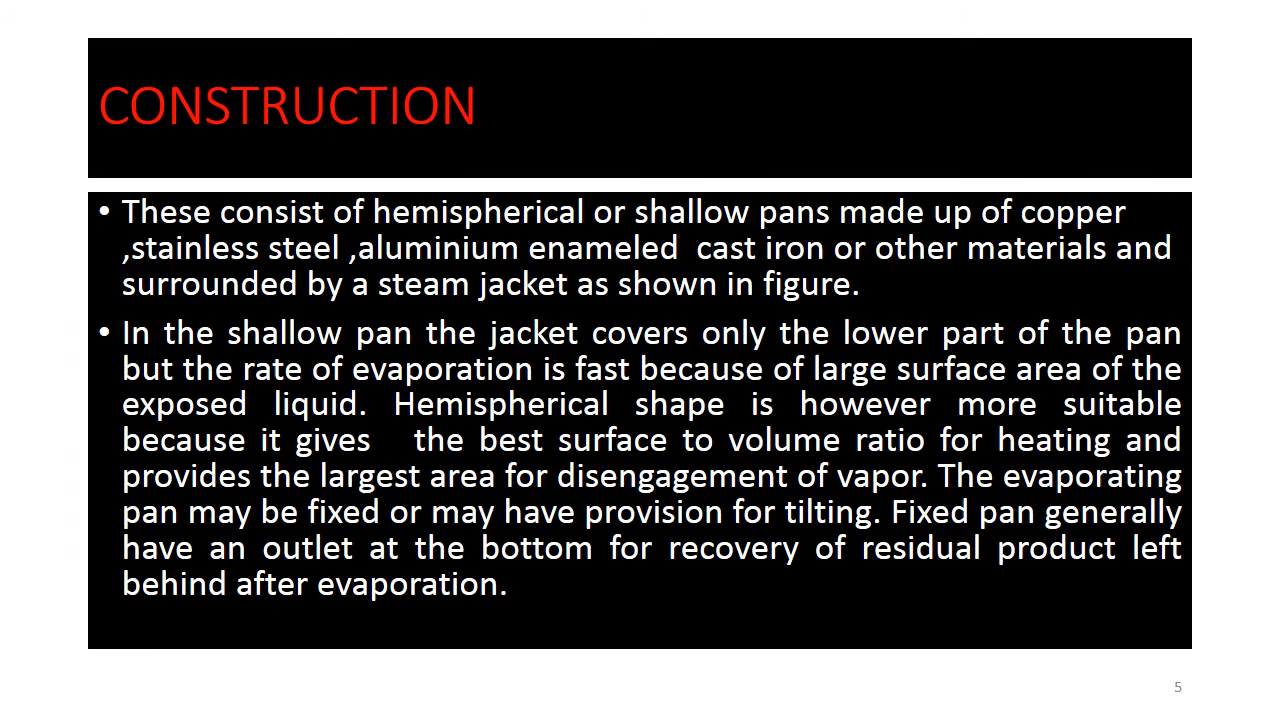 CONSTRUCTION
• These consist of hemispherical or shallow pans made up of copper
,stainless steel ,aluminium enameled  cast iron or other materials and
surrounded by a steam jacket as shown in figure.
• In the shallow pan the jacket covers only the lower part of the pan
but the rate of evaporation is fast because of large surface area of the
exposed liquid. Hemispherical shape is however more suitable
because it gives   the best surface to volume ratio for heating and
provides the largest area for disengagement of vapor. The evaporating
pan may be fixed or may have provision for tilting. Fixed pan generally
have an outlet at the bottom for recovery of residual product left
behind after evaporation.
5